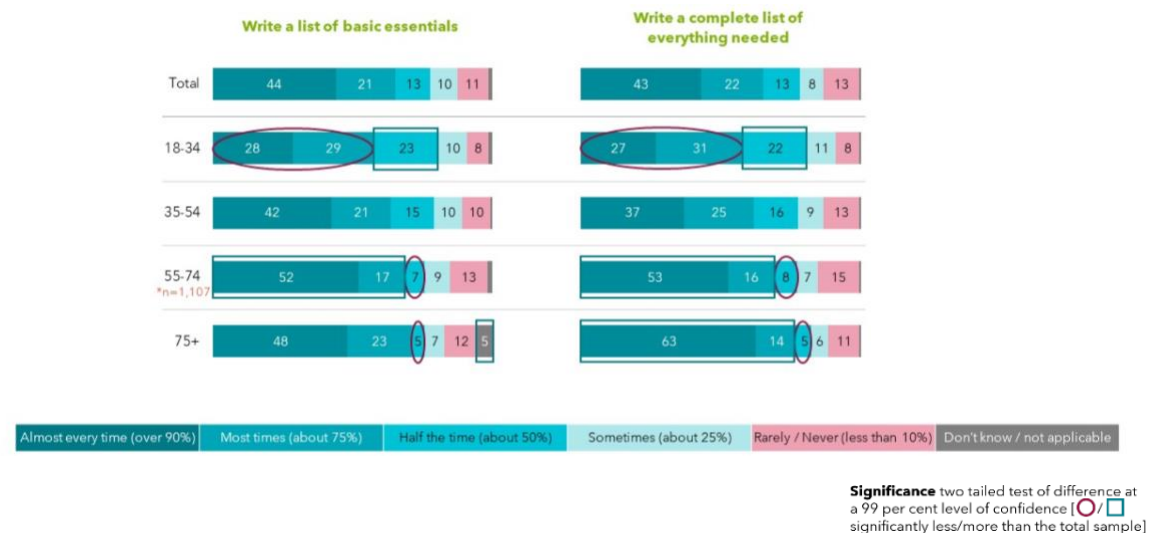 Write a list of basic essentials
Write a complete list of
everything needed
Total
44 21 13 10 11
43 22 13 8 13
18-34
28 29 23 10 8
27 31 22 11 8
35-54
42 21 15 10 10
37 25 16 9 13
55-74
*n=1,107
52 17 7 9 13
53 16 8 7 15
75+
48 23 5 7 12 5
63 14 5 6 11
Almost every time (over 90%) Most times (about 75%) Half the time (about 50%) Sometimes (about 25%) Rarely / Never (less than 10%) Don't know / not applicable
Significance two tailed test of difference at
a 99 per cent level of confidence [O/□
significantly less/more than the total sample]